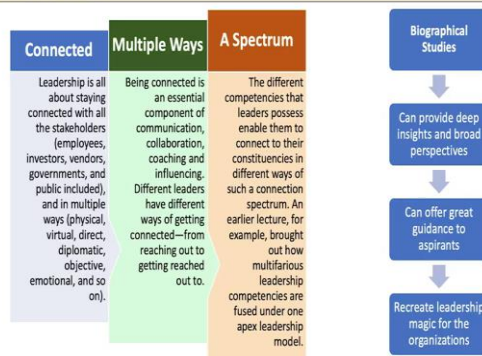 Connected
Leadership is all
about staying
connected with all
the stakeholders
(employees,
investors, vendors,
governments, and
public included),
and in multiple
ways (physical,
virtual, direct,
diplomatic,
objective,
emotional, and so
on).
Multiple Ways
Being connected is
an essential
component of
communication,
collaboration,
coaching and
influencing.
Different leaders
have different
ways of getting
connected—from
reaching out to
getting reached
out to.
A Spectrum
The different
competencies that
leaders possess
enable them to
connect to their
constituencies in
different ways of
such a connection
spectrum. An
earlier lecture, for
example, brought
out how
multifarious
leadership
competencies are
fused under one
apex leadership
model.
Biographical
Studies
Can provide deep
insights and broad
perspectives
Can offer great
guidance to
aspirants
Recreate leadership
magic for the
organizations